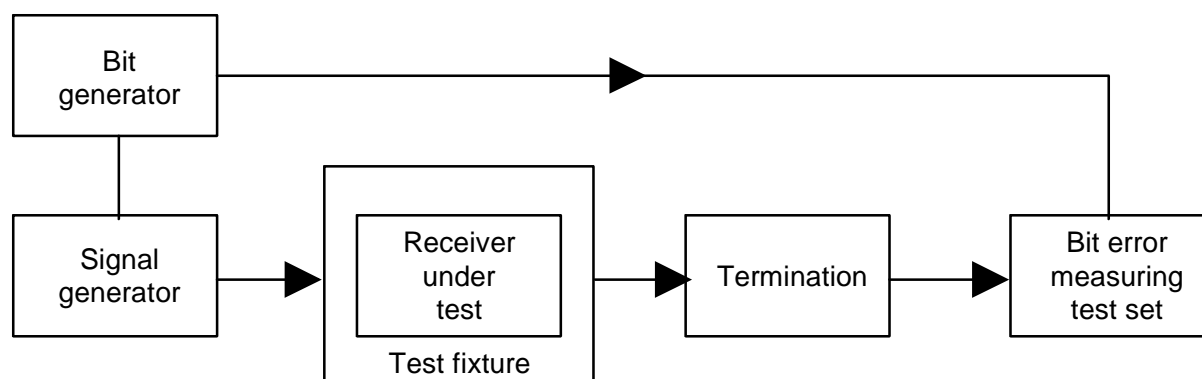 Bit
generator
Signal
generator
Receiver
under
test
Test fixture
Termination
Bit error
measuring
test set